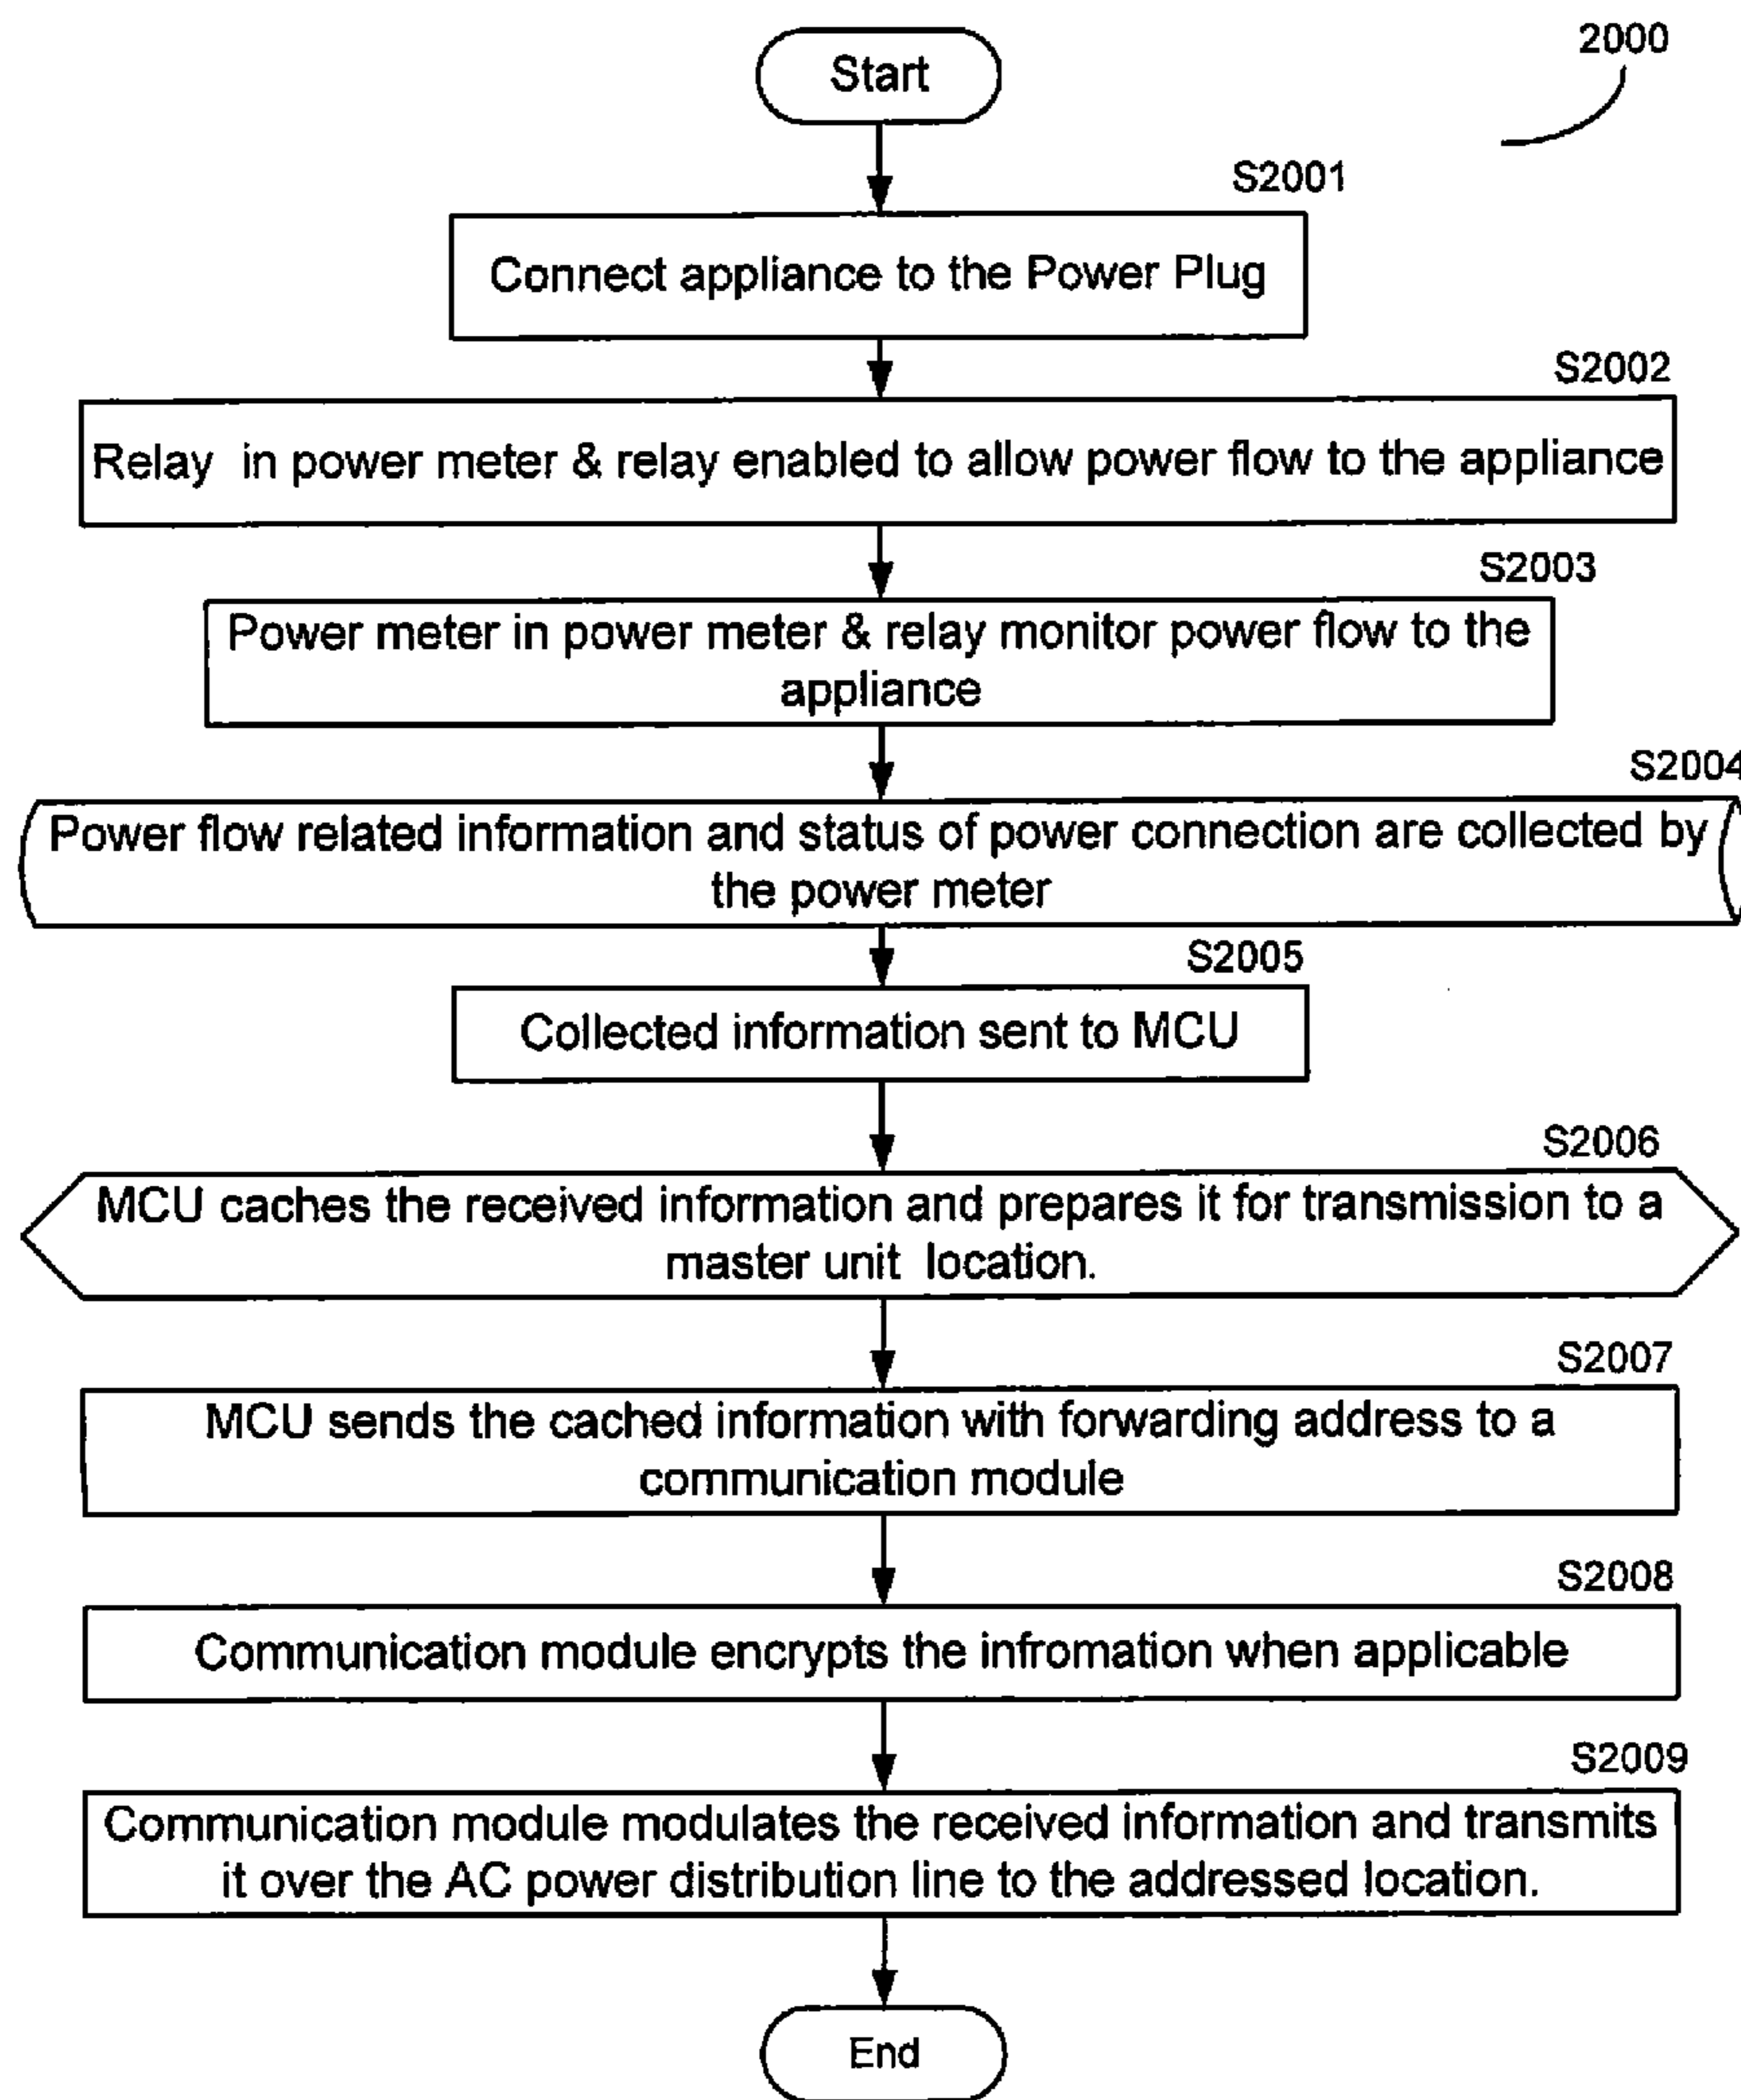 2000
Start
S2001
Connect appliance to the Power Plug
S2002
Relay in power meter & relay enabled to allow power flow to the appliance
S2003
Power meter in power meter & relay monitor power flow to the
appliance
S2004
Power flow related information and status of power connection are collected by
the power meter
S2005
Collected information sent to MCU
S2006
MCU caches the received information and prepares it for transmission to a
master unit location.
S2007
MCU sends the cached information with forwarding address to a
communication module
S2008
Communication module encrypts the infromation when applicable
S2009
Communication module modulates the received information and transmits
it over the AC power distribution line to the addressed location.
End